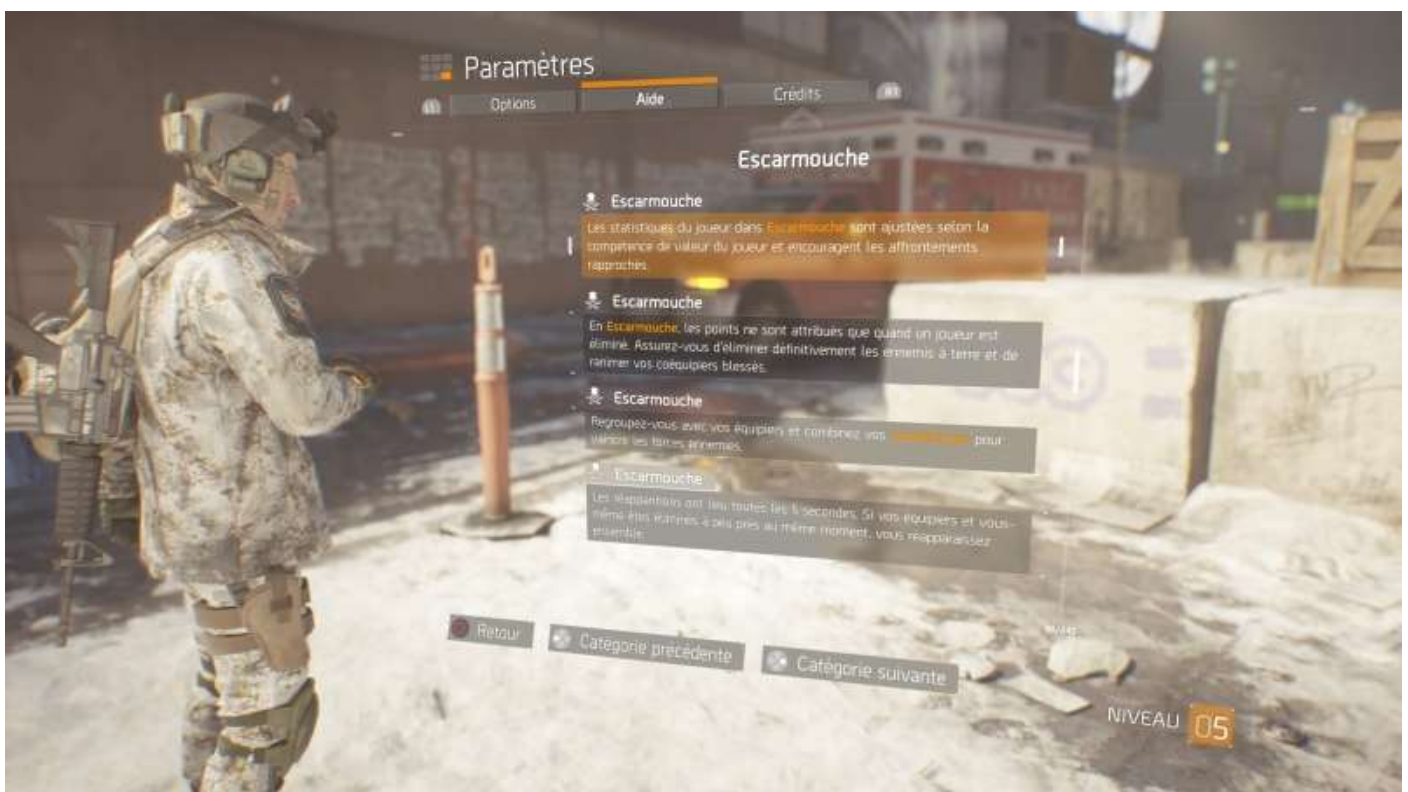 Paramètres
Options
Aide
Crédits
Escarmouche
Escarmouche
Les statistiques du joueur dans Escarmouche sont ajustées selon la
compétence de valeur du joueur et encouragent les affrontements
rapprochés.
Escarmouche
En Escarmouche, les points ne sont attribués que quand un joueur est
éliminé. Assurez-vous d'éliminer définitivement les ennemis à terre et de
ranimer vos coéquipiers blessés.
Escarmouche
Regroupez-vous avec vos équipiers et combinez vos pour
vaincre les forces ennemies.
Escarmouche
Les réapparitions ont lieu toutes les secondes. Si vos équipiers et vous-
même êtes éliminés à peu près au même moment, vous réapparaissez
ensemble.
Retour
Catégorie précédente
Catégorie suivante
NIVEAU 05